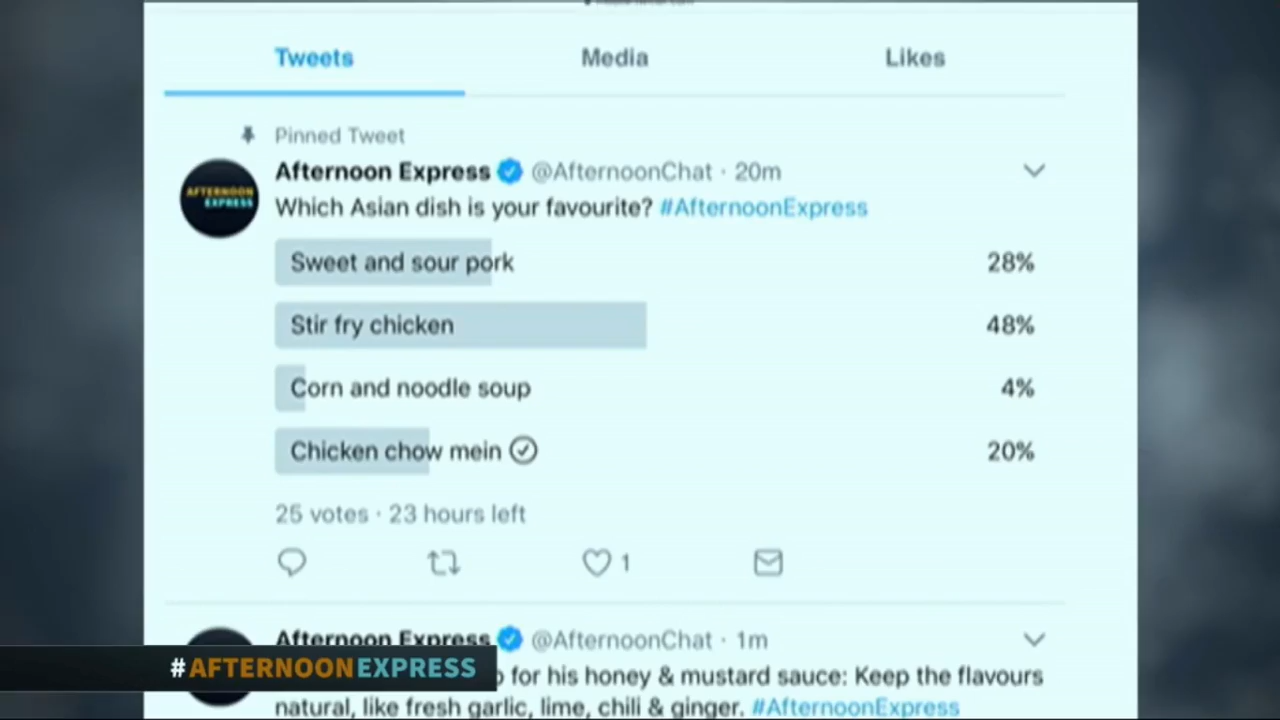 Tweets Media Likes
Pinned Tweet
Afternoon Express @AfternoonChat · 20m
AFTERNOON
EXPRESS
Which Asian dish is your favourite? #AfternoonExpress
Sweet and sour pork 28%
Stir fry chicken 48%
Corn and noodle soup 4%
Chicken chow mein 20%
25 votes · 23 hours left
1
Afternoon Express @AfternoonChat · 1m
#AFTERNOONEXPRESS
for his honey & mustard sauce: Keep the flavours
natural, like fresh garlic, lime, chili & ginger. #AfternoonExpress